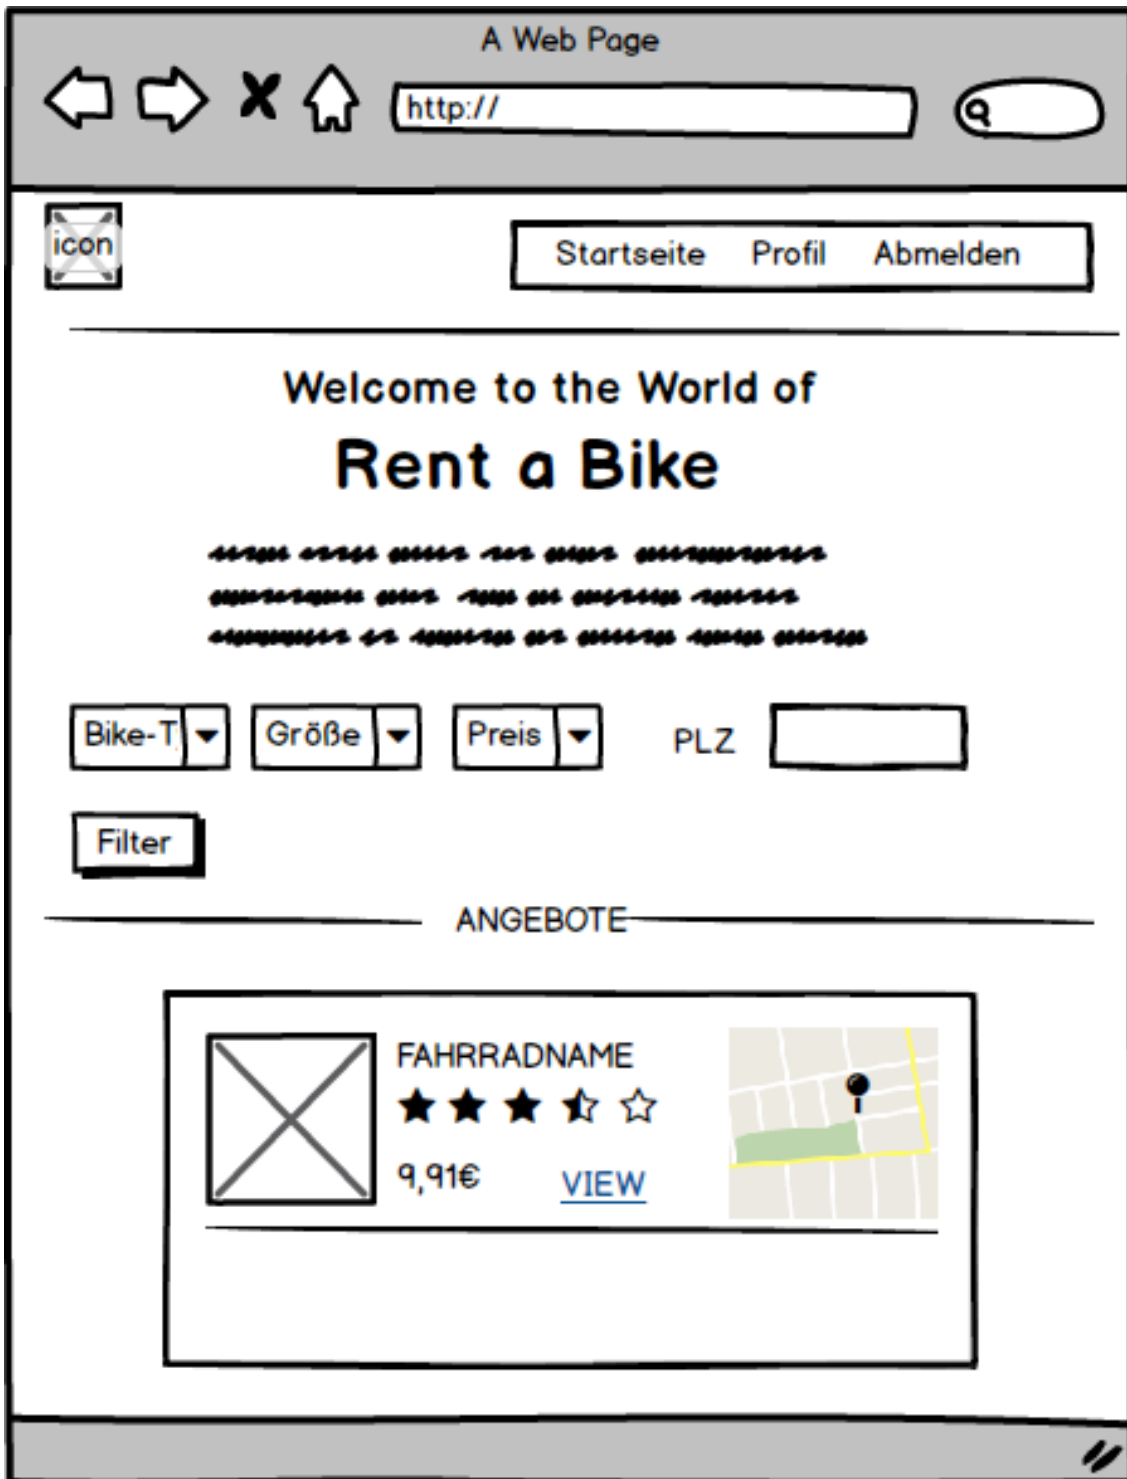 A Web Page
http://
icon
Startseite Profil Abmelden
Welcome to the World of
Rent a Bike
Bike-T Größe Preis PLZ
Filter
ANGEBOTE
FAHRRADNAME
9,91€ VIEW